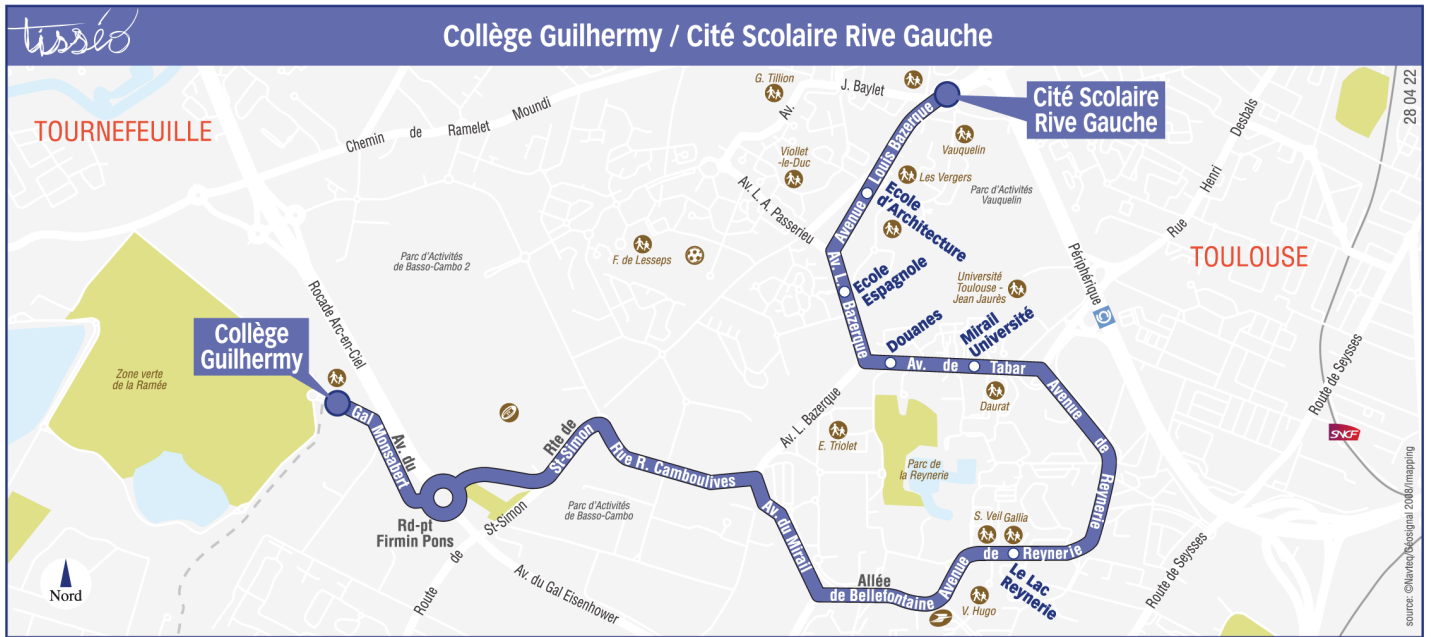 tisséo
Collège Guilhermy / Cité Scolaire Rive Gauche
28 04 22
TOURNEFEUILLE
Chemin de Ramelet Moundi
G. Tillion
Av. J. Baylet
Cité Scolaire
Rive Gauche
Vauquelin
Viollet
-le-Duc
Les Vergers
Parc d'Activités
Vauquelin
Rue Henri Desbals
Avenue Louis Bazerque
Av. L. A. Passerieu
Ecole
d'Architecture
TOULOUSE
Périphérique
Parc d'Activités
de Basso-Cambo 2
F. de Lesseps
Av. L. Bazerque
Ecole
Espagnole
Université
Toulouse -
Jean Jaurès
Rocade Arc-en-Ciel
Collège
Guilhermy
Douanes
Mirail
Université
Av. de Tabar
Zone verte
de la Ramée
Daurat
Route de Seysses
SNCF
Av. du
Gal Monsabert
Rte de
St-Simon
Av. L. Bazerque
E. Triolet
Avenue de Reynerie
Rue R. Camboulives
Parc de
la Reynerie
Parc d'Activités
de Basso-Cambo
Rd-pt
Firmin Pons
Route de St-Simon
Av. du Mirail
S. Veil
Gallia
Avenue de Reynerie
Le Lac
Reynerie
Allée
de Bellefontaine
V. Hugo
Route de Seysses
Av. du Gal Eisenhower
Nord
source: ©Navteq/Géosignal 2008/Imapping